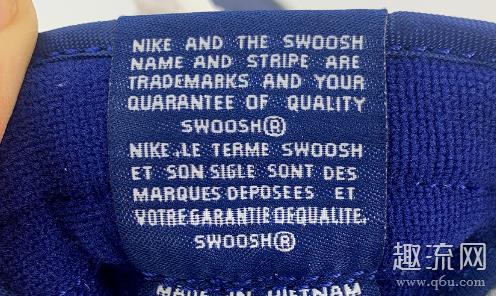 NIKE AND THE SWOOSH
NAME AND STRIPE ARE
TRADEMARKS AND YOUR
QUARANTEE OF QUALITY
SWOOSH®
NIKE,LE TERME SWOOSH
ET SON SIGLE SONT DES
MARQUES DEPOSEES ET
VOTRE GARANTIE DEQUALITE.
SWOOSH®
MADE IN VIETNAM
趣流网
www.q6u.com